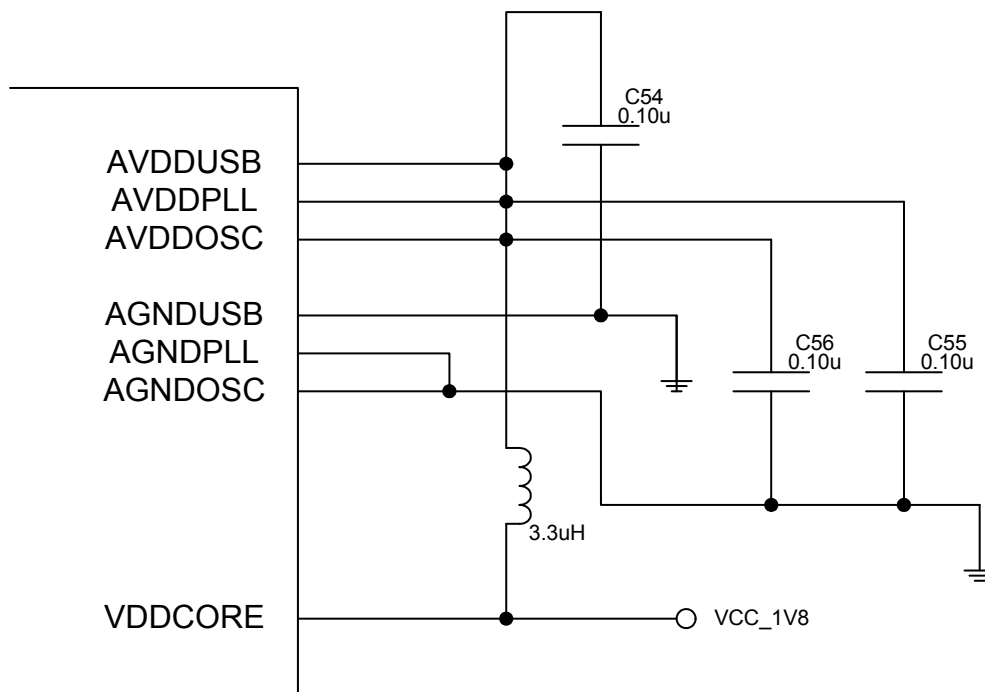 C54
0.10u
AVDDUSB
AVDDPLL
AVDDOSC
AGNDUSB
AGNDPLL
AGNDOSC
C56
0.10u
C55
0.10u
3.3uH
VDDCORE
VCC_1V8